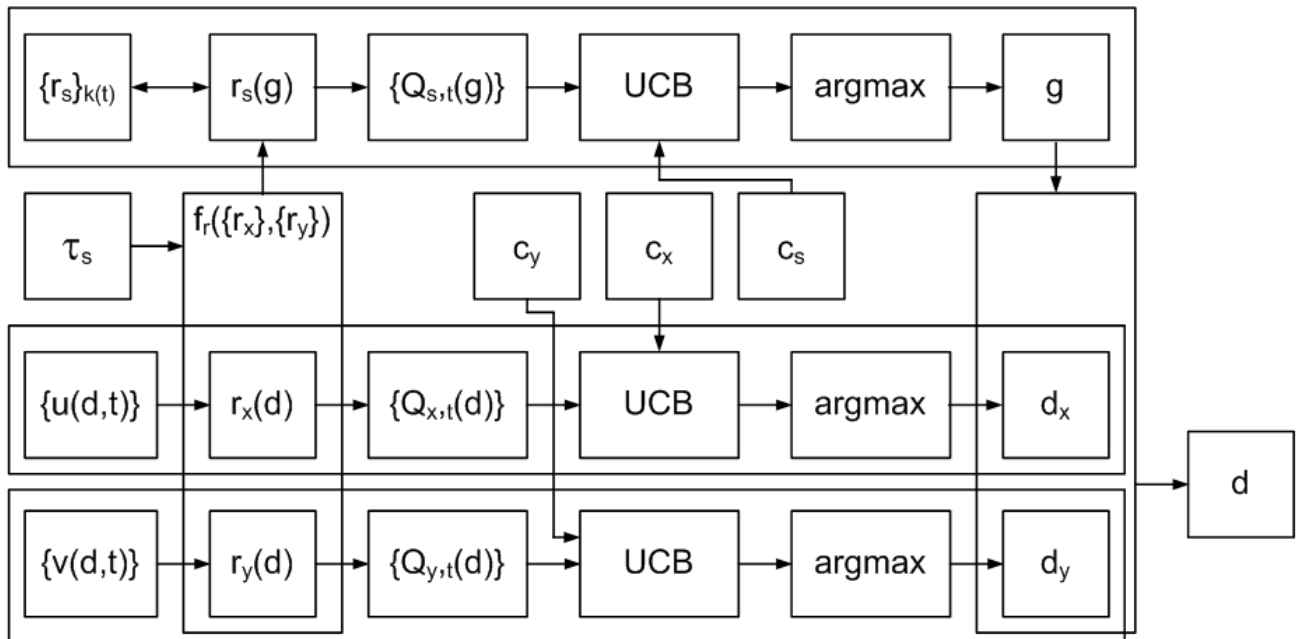 {r_s}_k(t) r_s(g) {Q_s,t(g)} UCB argmax g
τ_s f_r({r_x},{r_y}) c_y c_x c_s
{u(d,t)} r_x(d) {Q_x,t(d)} UCB argmax d_x
d
{v(d,t)} r_y(d) {Q_y,t(d)} UCB argmax d_y